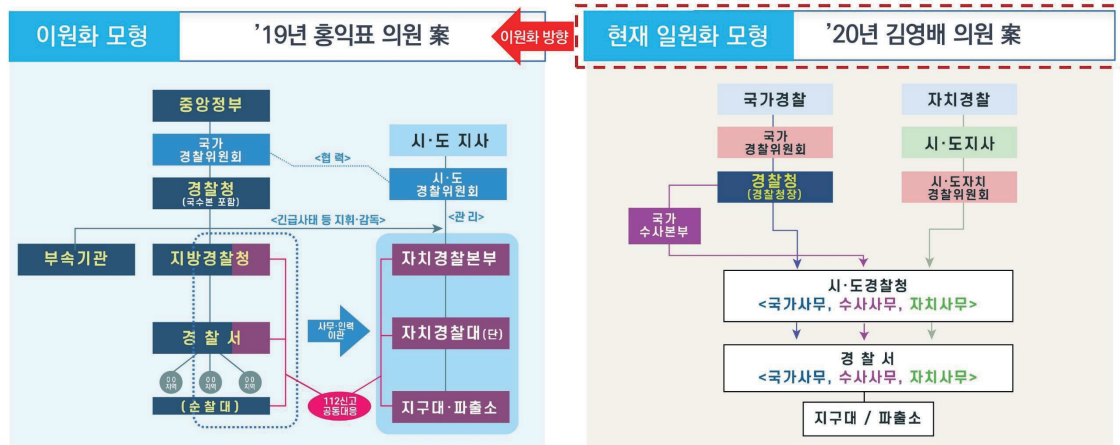 이원화 모형
’19년 홍익표 의원 案
이원화 방향
현재 일원화 모형
’20년 김영배 의원 案
중앙정부
국가
경찰위원회
경찰청
(국수본 포함)
<협 력>
시·도 지사
시·도
경찰위원회
<긴급사태 등 지휘·감독>
<관 리>
부속기관
지방경찰청
경 찰 서
00
지역
00
지역
00
지역
(순찰대)
사무·인력
이관
112신고
공동대응
자치경찰본부
자치경찰대(단)
지구대·파출소
국가경찰
자치경찰
국가
경찰위원회
시·도지사
경찰청
(경찰청장)
시·도자치
경찰위원회
국가
수사본부
시·도경찰청
<국가사무, 수사사무, 자치사무>
경 찰 서
<국가사무, 수사사무, 자치사무>
지구대 / 파출소